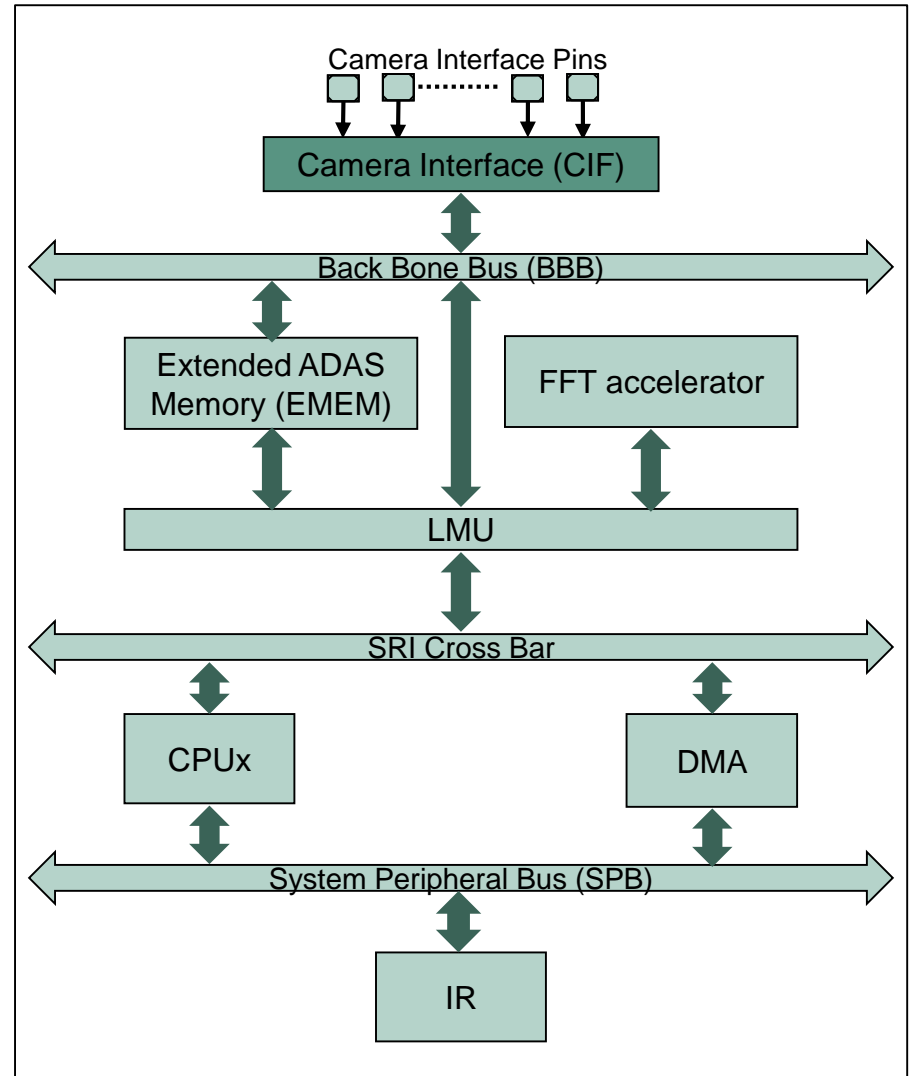 Camera Interface Pins
Camera Interface (CIF)
Back Bone Bus (BBB)
Extended ADAS
Memory (EMEM)
FFT accelerator
LMU
SRI Cross Bar
CPUx
DMA
System Peripheral Bus (SPB)
IR